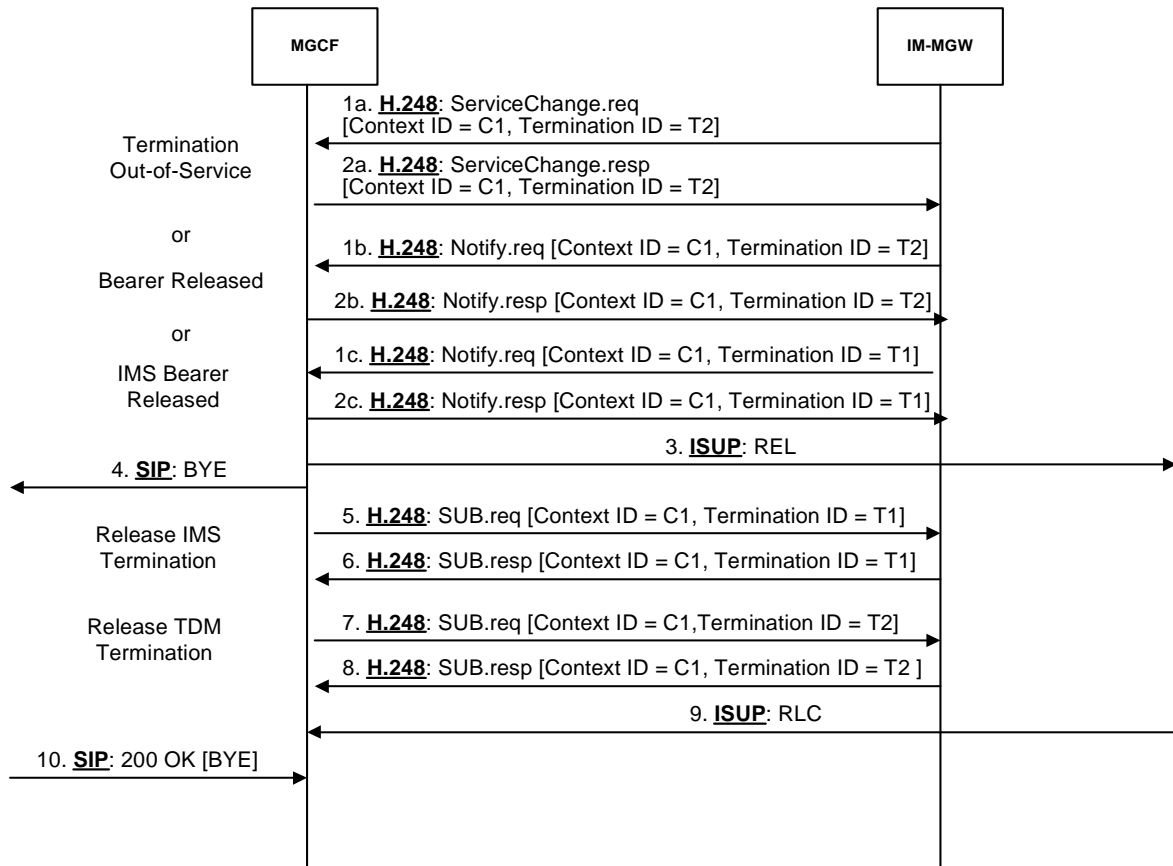 MGCF
IM-MGW
1a. H.248: ServiceChange.req
[Context ID = C1, Termination ID = T2]
Termination
Out-of-Service
2a. H.248: ServiceChange.resp
[Context ID = C1, Termination ID = T2]
or
1b. H.248: Notify.req [Context ID = C1, Termination ID = T2]
Bearer Released
2b. H.248: Notify.resp [Context ID = C1, Termination ID = T2]
or
1c. H.248: Notify.req [Context ID = C1, Termination ID = T1]
IMS Bearer
Released
2c. H.248: Notify.resp [Context ID = C1, Termination ID = T1]
3. ISUP: REL
4. SIP: BYE
5. H.248: SUB.req [Context ID = C1, Termination ID = T1]
Release IMS
Termination
6. H.248: SUB.resp [Context ID = C1, Termination ID = T1]
7. H.248: SUB.req [Context ID = C1,Termination ID = T2]
Release TDM
Termination
8. H.248: SUB.resp [Context ID = C1, Termination ID = T2 ]
9. ISUP: RLC
10. SIP: 200 OK [BYE]